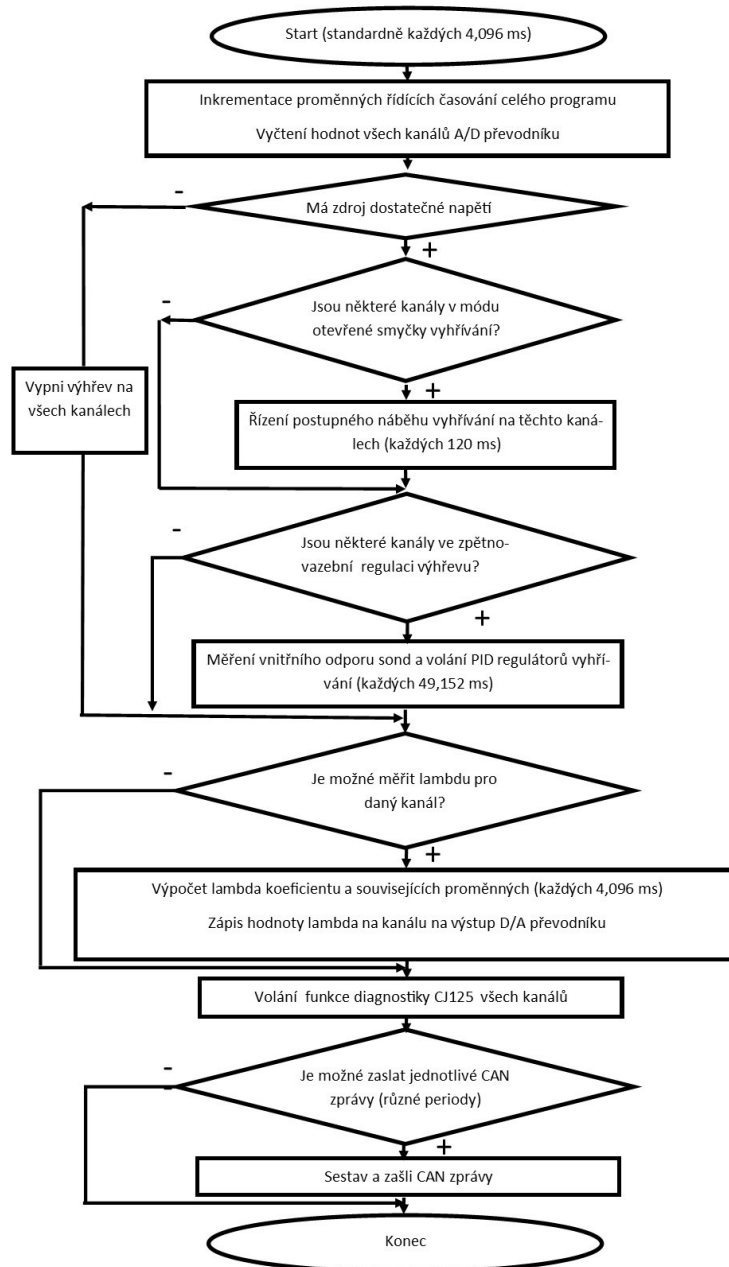 Start (standardně každých 4,096 ms)
Inkrementace proměnných řídících časování celého programu
Vyčtení hodnot všech kanálů A/D převodníku
-
Má zdroj dostatečné napětí
+
-
Jsou některé kanály v módu
otevřené smyčky vyhřívání?
+
Vypni výhřev na
všech kanálech
Řízení postupného náběhu vyhřívání na těchto kaná-
lech (každých 120 ms)
-
Jsou některé kanály ve zpětno-
vazební regulaci výhřevu?
+
Měření vnitřního odporu sond a volání PID regulátorů vyhří-
vání (každých 49,152 ms)
-
Je možné měřit lambdu pro
daný kanál?
+
Výpočet lambda koeficientu a souvisejících proměnných (každých 4,096 ms)
Zápis hodnoty lambda na kanálu na výstup D/A převodníku
Volání funkce diagnostiky CJ125 všech kanálů
-
Je možné zaslat jednotlivé CAN
zprávy (různé periody)
-
+
Sestav a zašli CAN zprávy
Konec